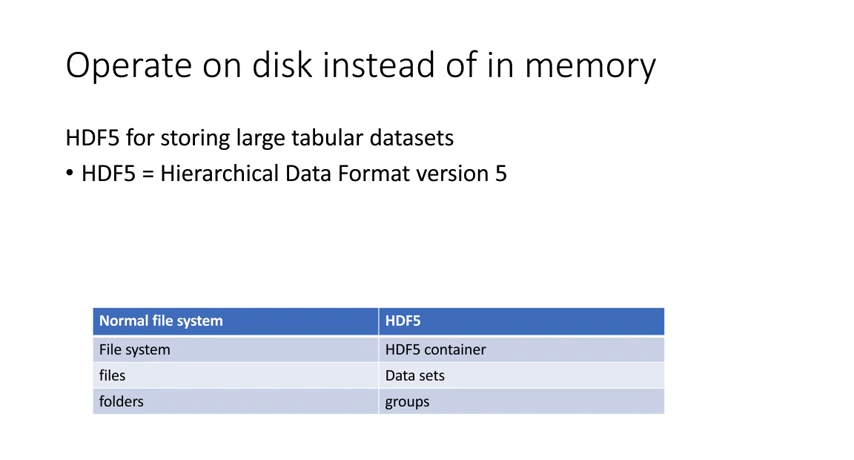 Operate on disk instead of in memory
HDF5 for storing large tabular datasets
• HDF5 = Hierarchical Data Format version 5
Normal file system HDF5
File system HDF5 container
files Data sets
folders groups